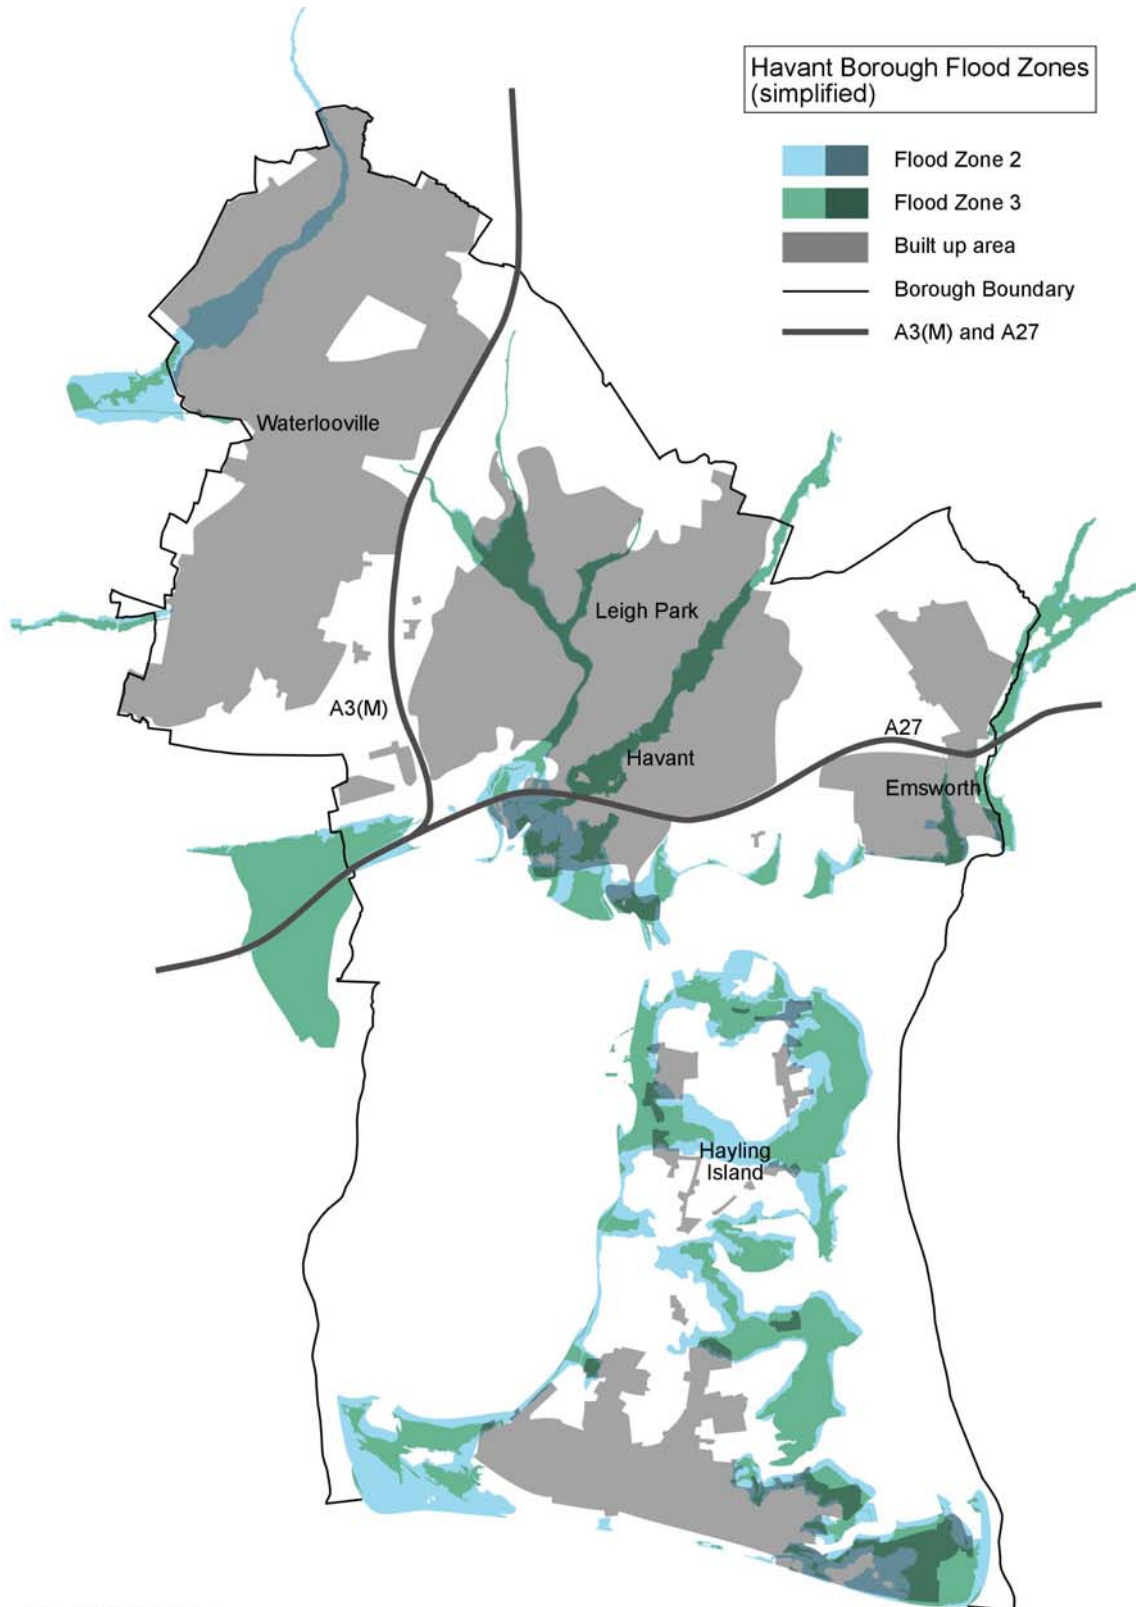 Havant Borough Flood Zones
(simplified)
Flood Zone 2
Flood Zone 3
Built up area
Borough Boundary
A3(M) and A27
Waterlooville
Leigh Park
A3(M)
A27
Havant
Emsworth
Hayling
Island